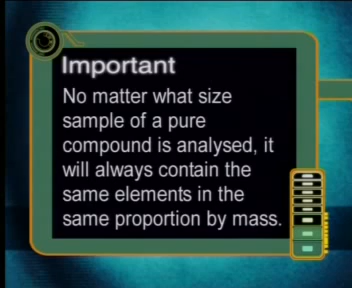 Important
No matter what size
sample of a pure
compound is analysed, it
will always contain the
same elements in the
same proportion by mass.